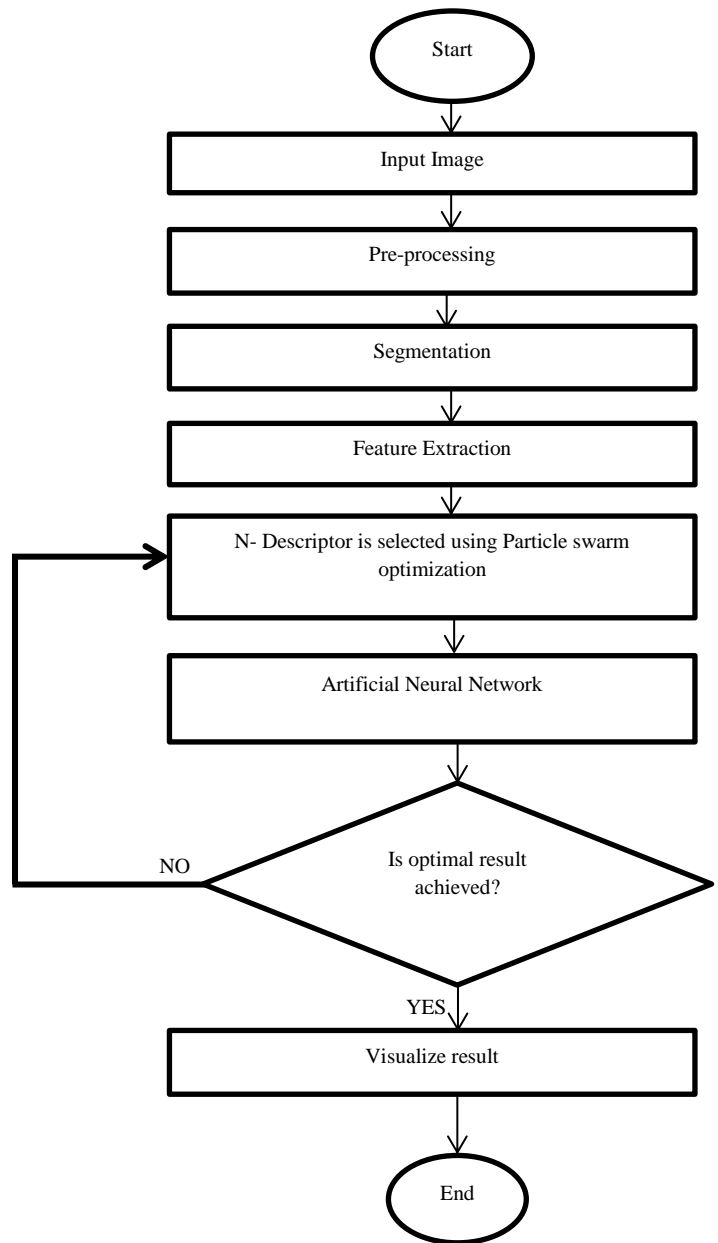 Start
Input Image
Pre-processing
Segmentation
Feature Extraction
N- Descriptor is selected using Particle swarm
optimization
Artificial Neural Network
Is optimal result
achieved?
NO
YES
Visualize result
End